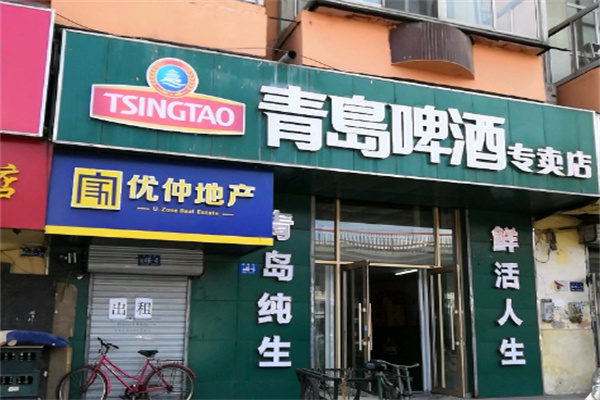 TSINGTAO
青島啤酒专卖店
优仲地产
U-Zone Real Estate
出租
青岛纯生
鲜活人生
店